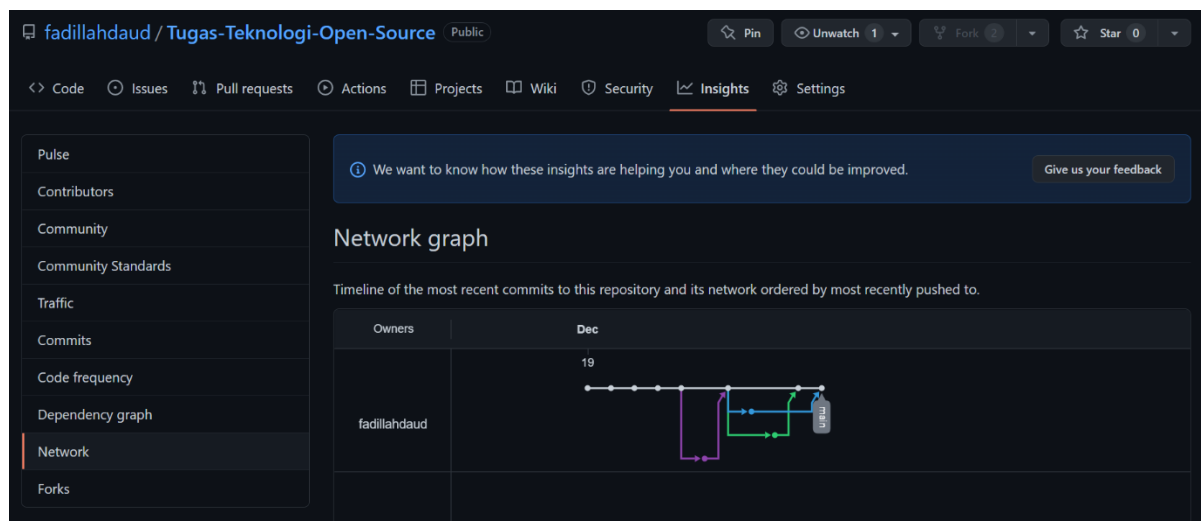 fadillahdaud / Tugas-Teknologi-Open-Source Public Pin Unwatch 1 Fork 2 Star 0
Code Issues Pull requests Actions Projects Wiki Security Insights Settings
Pulse
Contributors
Community
Community Standards
Traffic
Commits
Code frequency
Dependency graph
Network
Forks
We want to know how these insights are helping you and where they could be improved. Give us your feedback
Network graph
Timeline of the most recent commits to this repository and its network ordered by most recently pushed to.
Owners Dec
19
main
fadillahdaud